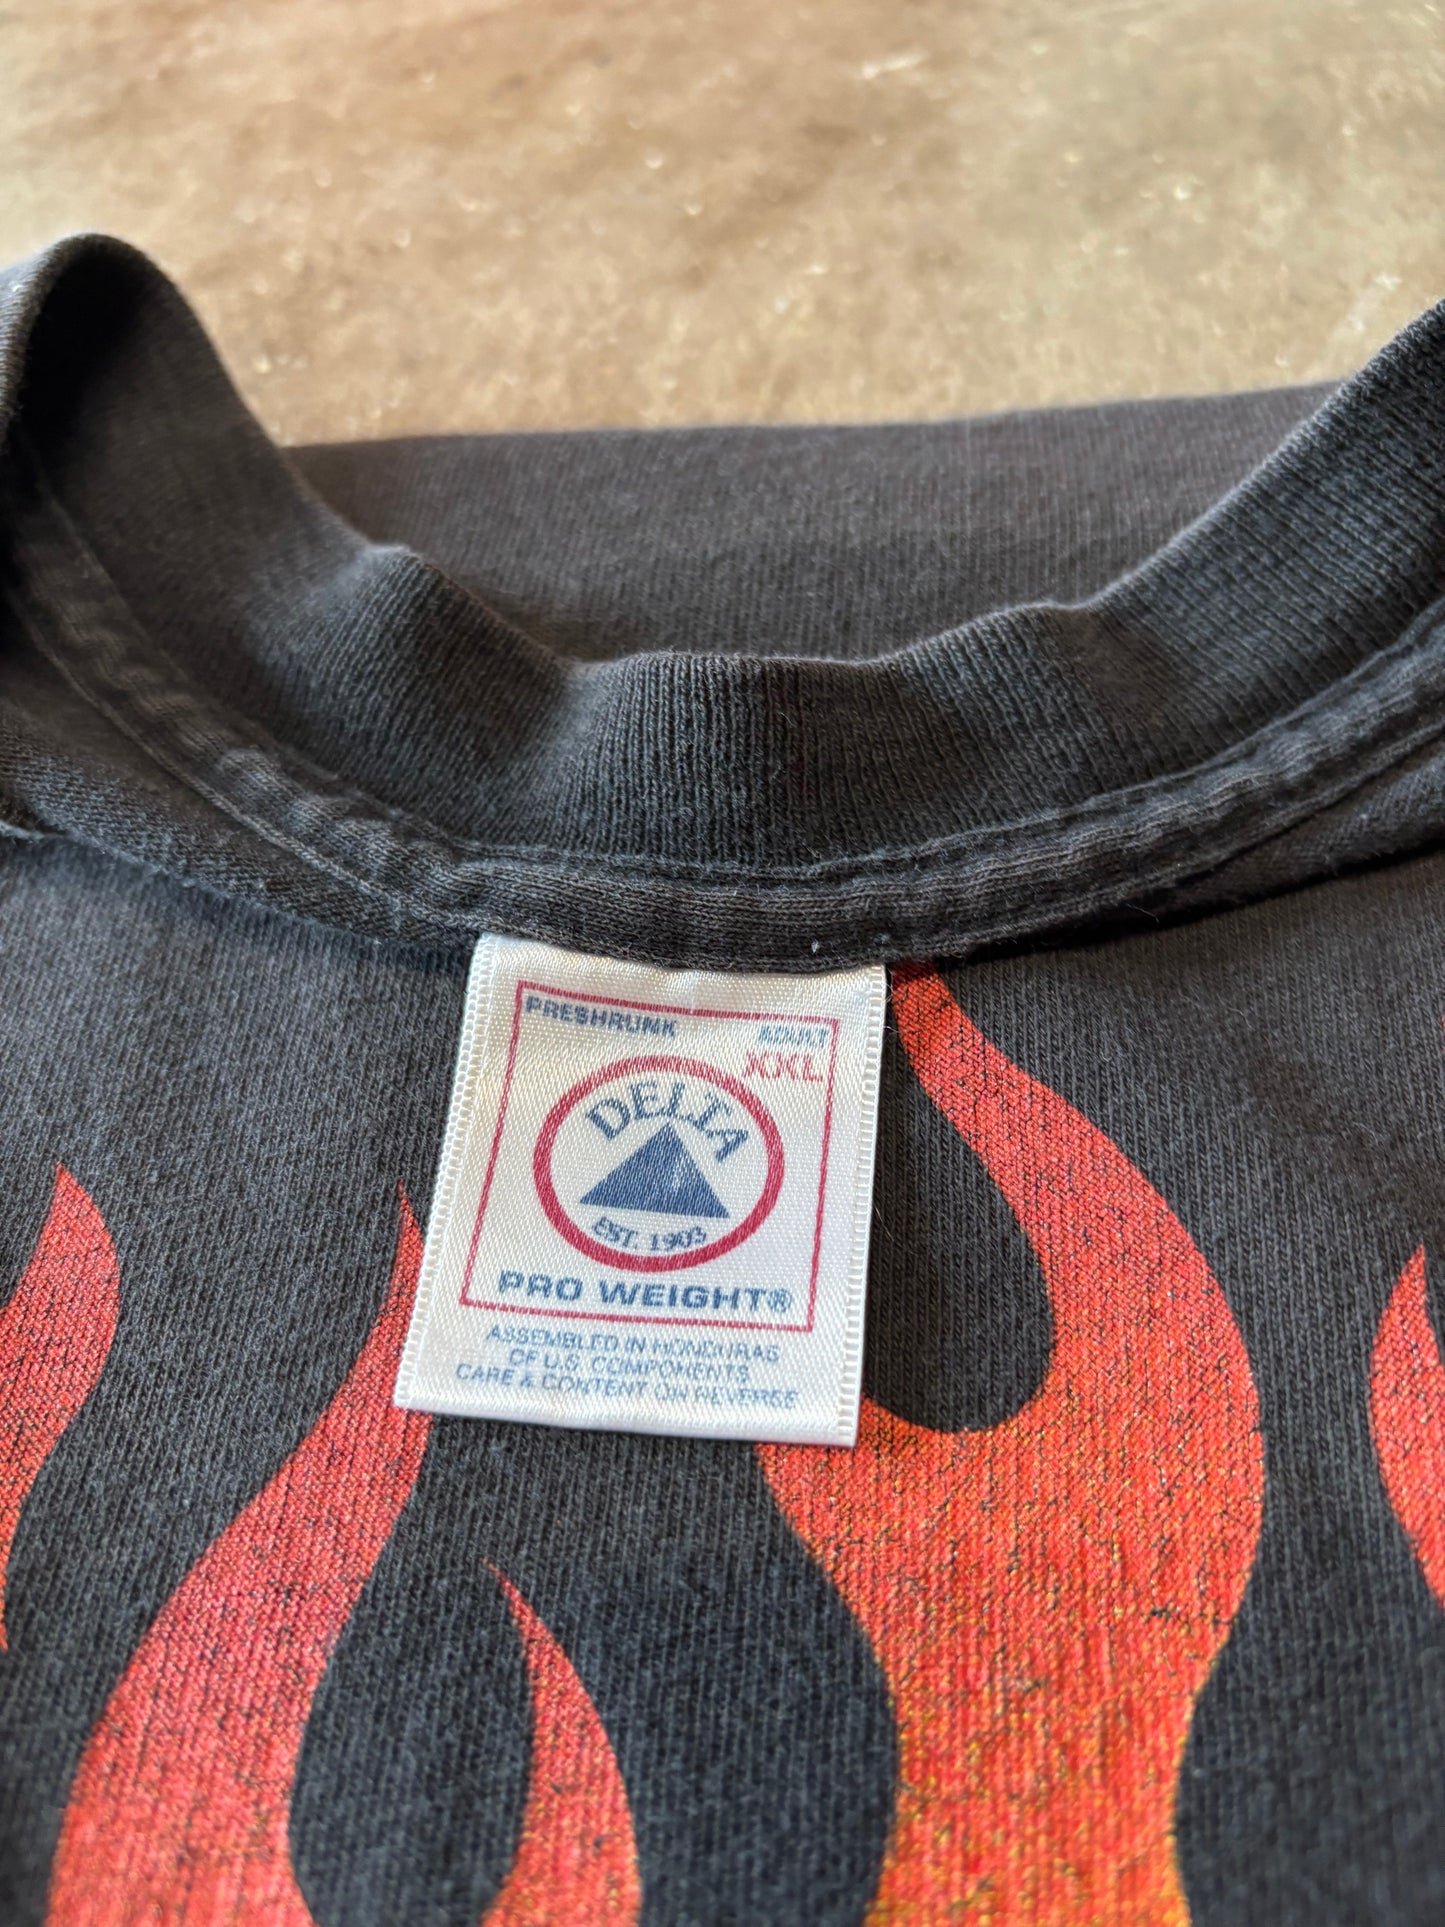 PRESHRUNK ADULT
XXL
DELTA
EST. 1903
PRO WEIGHT®
ASSEMBLED IN HONDURAS
OF U.S. COMPONENTS
CARE & CONTENT ON REVERSE